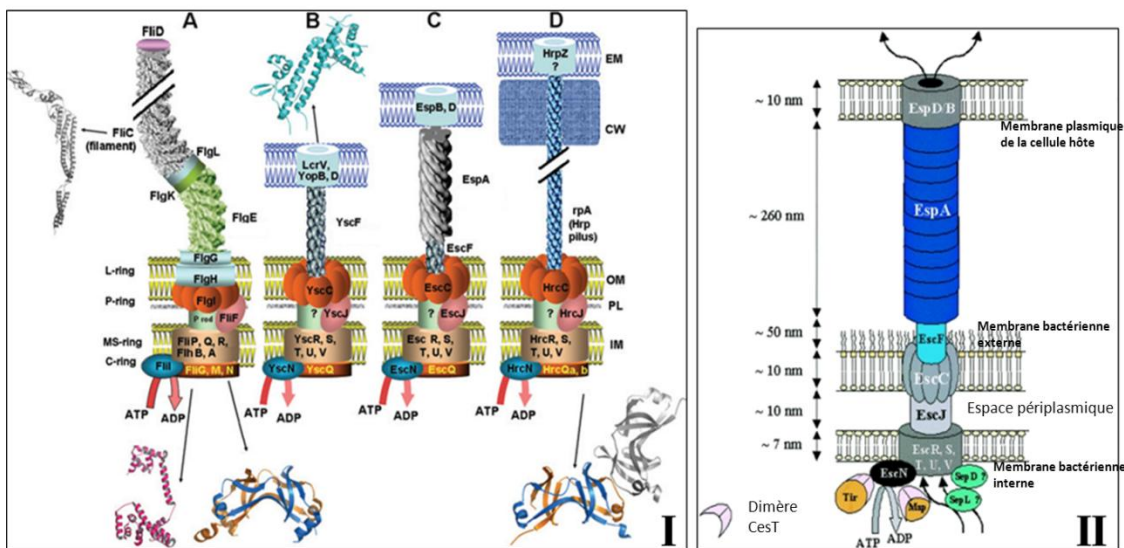 A
B
C
D
FliD
FliC
(filament)
FlgL
FlgK
FlgE
FlgG
FlgH
FlgI
P rod
FliF
FliP, Q, R,
Flh B, A
FliI
FliG, M, N
ATP
ADP
L-ring
P-ring
MS-ring
C-ring
LcrV,
YopB, D
YscF
YscC
?
YscJ
YscR, S,
T, U, V
YscN
YscQ
ATP
ADP
EspB, D
EspA
EscF
EscC
?
EscJ
Esc R, S,
T, U, V
EscN
EscQ
ATP
ADP
HrpZ
?
EM
CW
rpA
(Hrp
pilus)
HrcC
?
HrcJ
HrcR, S,
T, U, V
HrcN
HrcQa, b
ATP
ADP
OM
PL
IM
I
~ 10 nm
~ 260 nm
~ 50 nm
~ 10 nm
~ 10 nm
~ 7 nm
EspD/B
Membrane plasmique
de la cellule hôte
EspA
Membrane bactérienne
externe
EscF
EscC
EscJ
Espace périplasmique
EscR, S,
T, U, V
Membrane bactérienne
interne
EscN
Tir
Map
SepD ?
SepL ?
Dimère
CesT
ATP
ADP
II